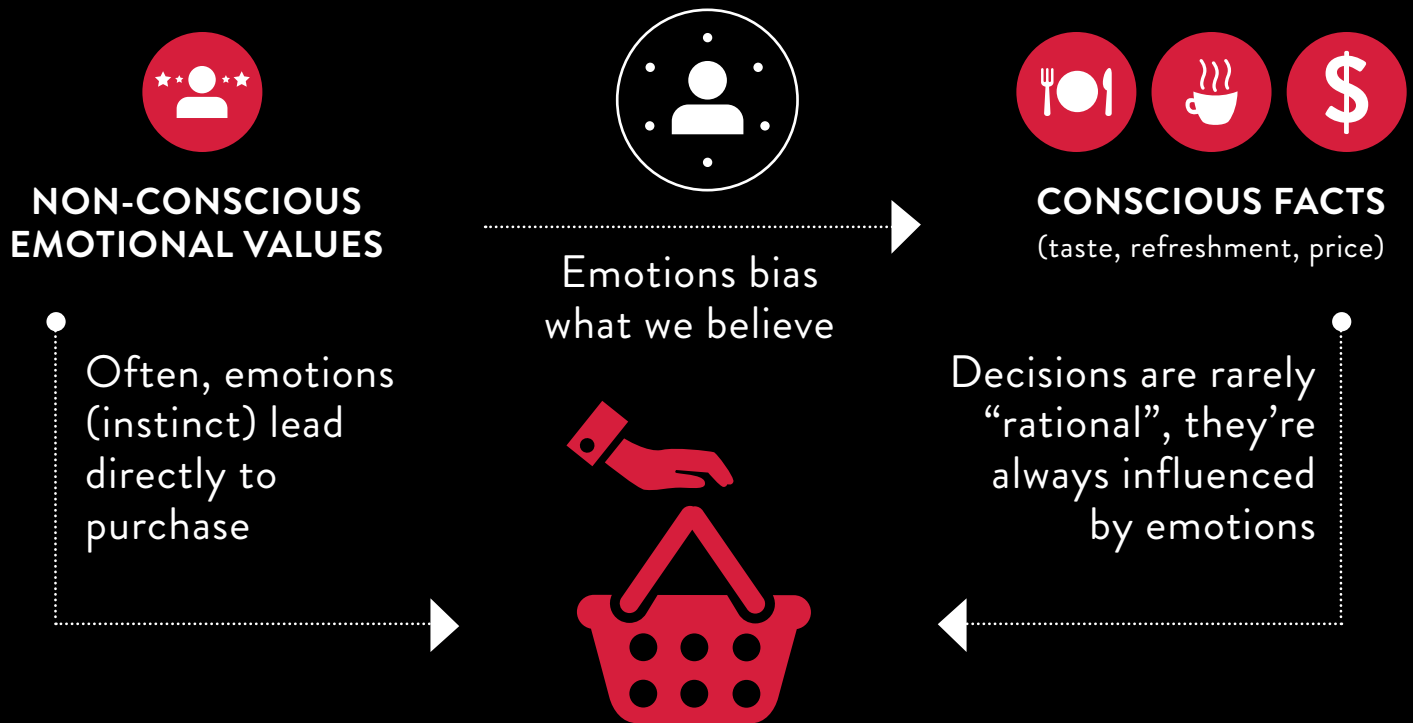 NON-CONSCIOUS
EMOTIONAL VALUES
Emotions bias
what we believe
$
CONSCIOUS FACTS
(taste, refreshment, price)
Often, emotions
(instinct) lead
directly to
purchase
Decisions are rarely
“rational”, they’re
always influenced
by emotions